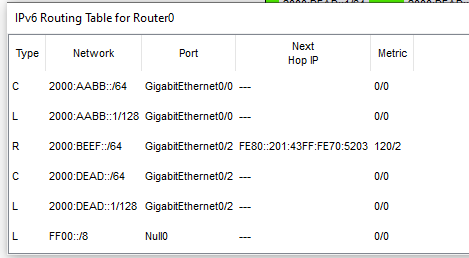 IPv6 Routing Table for Router0
Type Network Port Next Hop IP Metric
C 2000:AABB::/64 GigabitEthernet0/0 --- 0/0
L 2000:AABB::1/128 GigabitEthernet0/0 --- 0/0
R 2000:BEEF::/64 GigabitEthernet0/2 FE80::201:43FF:FE70:5203 120/2
C 2000:DEAD::/64 GigabitEthernet0/2 --- 0/0
L 2000:DEAD::1/128 GigabitEthernet0/2 --- 0/0
L FF00::/8 Null0 --- 0/0